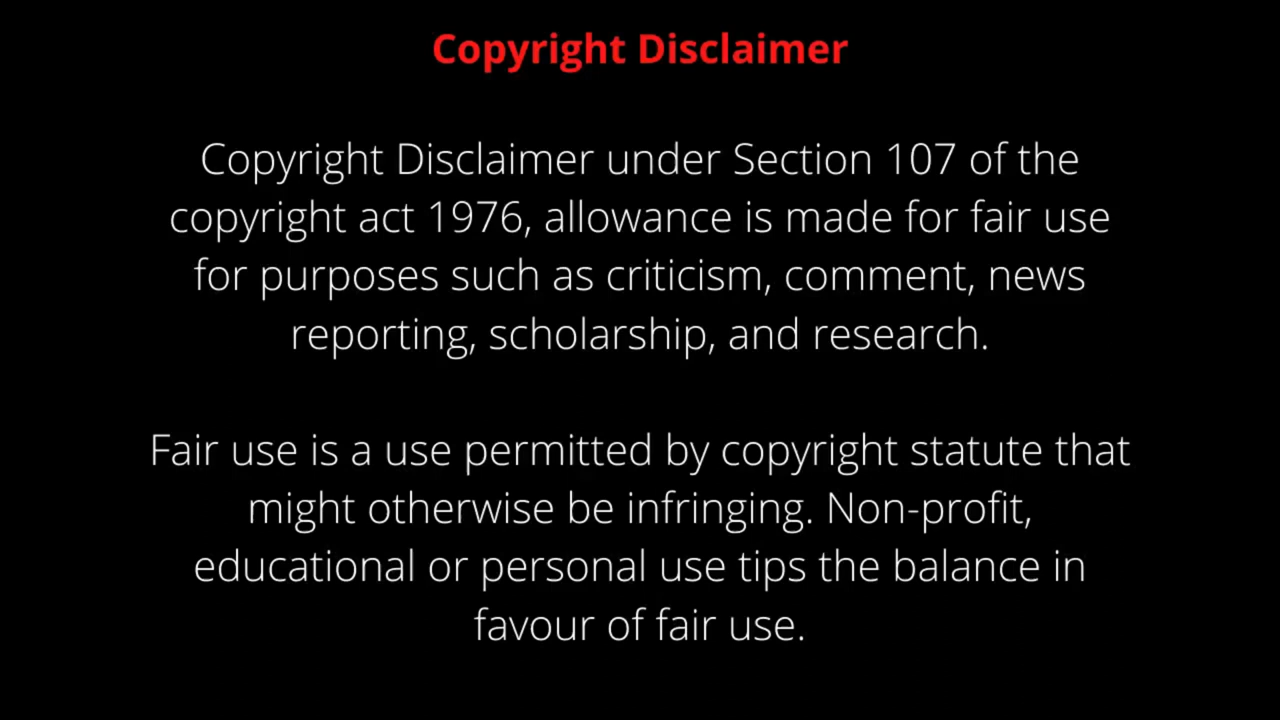 Copyright Disclaimer
Copyright Disclaimer under Section 107 of the
copyright act 1976, allowance is made for fair use
for purposes such as criticism, comment, news
reporting, scholarship, and research.
Fair use is a use permitted by copyright statute that
might otherwise be infringing. Non-profit,
educational or personal use tips the balance in
favour of fair use.